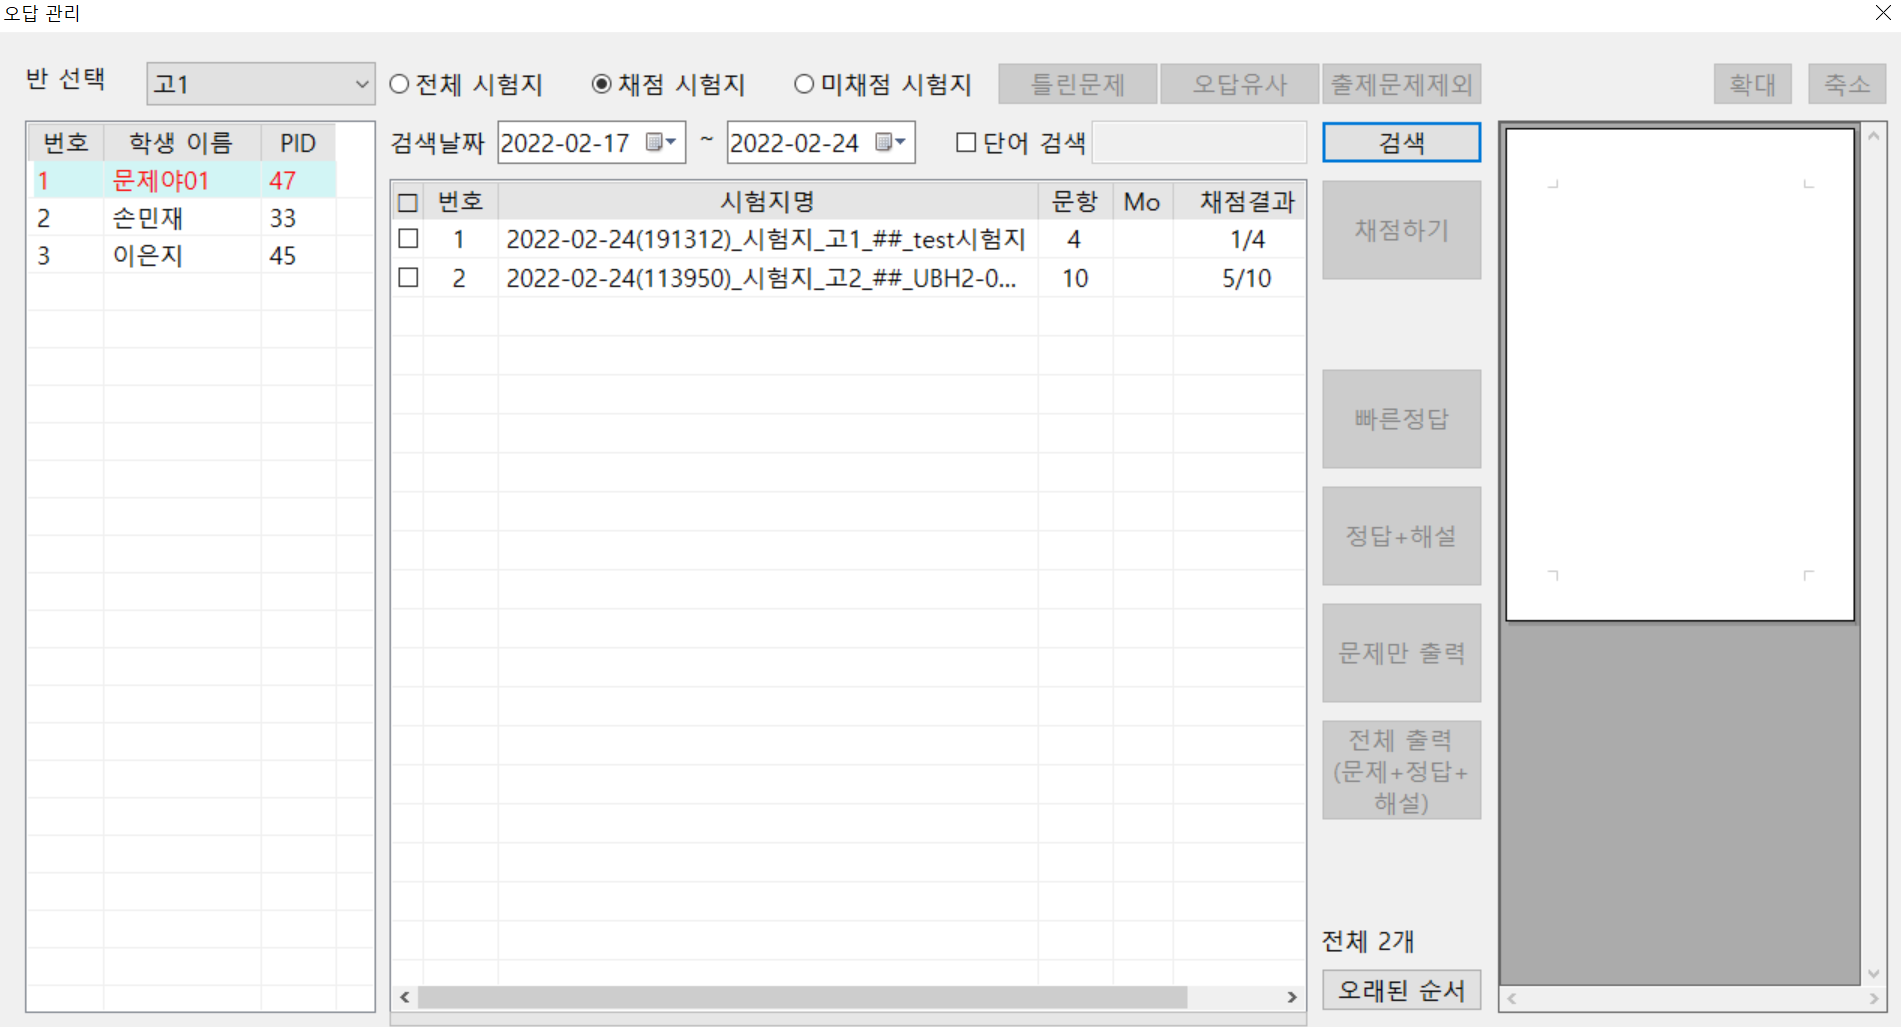 오답 관리
반 선택 고1 전체 시험지 채점 시험지 미채점 시험지 틀린문제 오답유사 출제문제제외 확대 축소
번호 학생 이름 PID
1 문제야01 47
2 손민재 33
3 이은지 45
검색날짜 2022-02-17 ~ 2022-02-24 단어 검색 검색
번호 시험지명 문항 Mo 채점결과
1 2022-02-24(191312)_시험지_고1_##_test시험지 4 1/4
2 2022-02-24(113950)_시험지_고2_##_UBH2-0... 10 5/10
채점하기
빠른정답
정답+해설
문제만 출력
전체 출력
(문제+정답+
해설)
전체 2개
오래된 순서